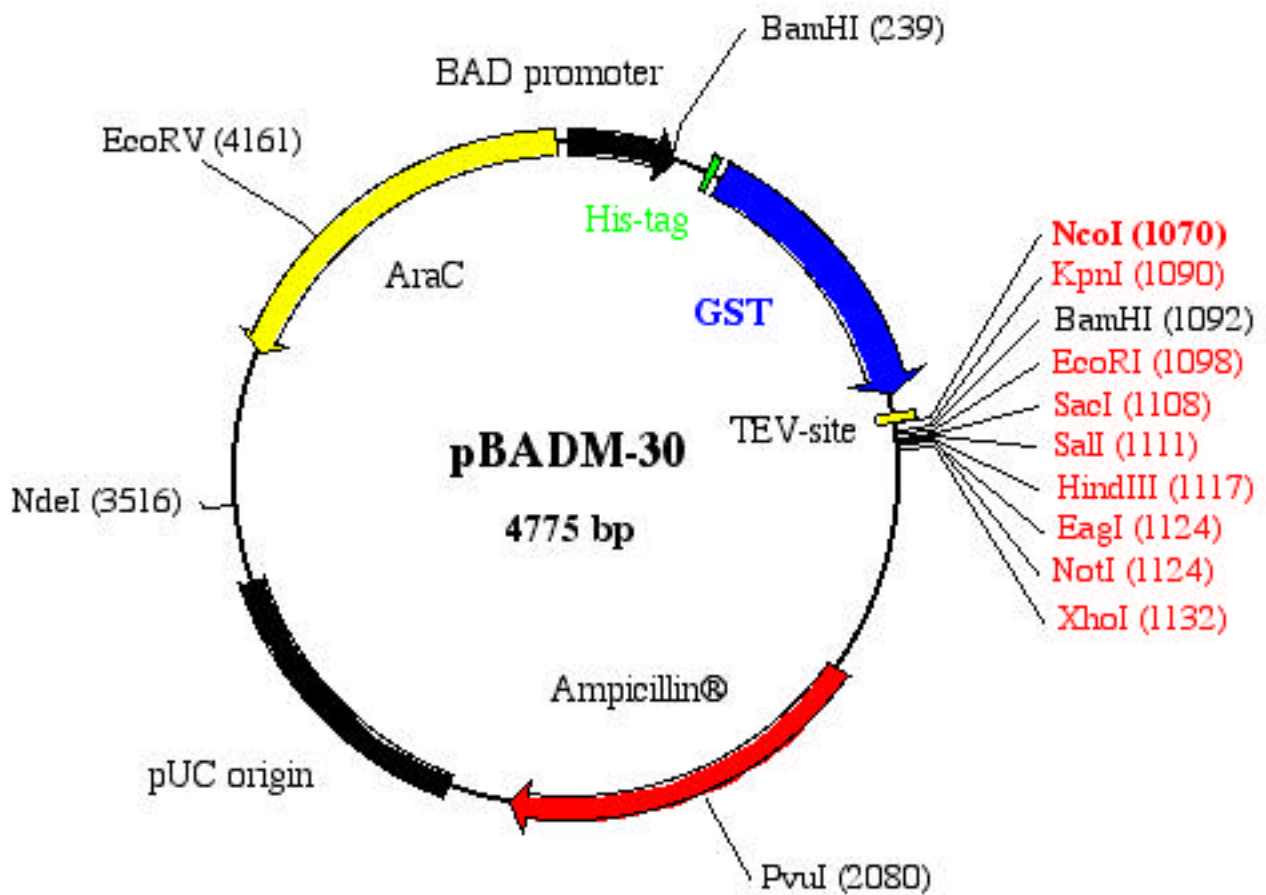 BamHI (239)
BAD promoter
EcoRV (4161)
His-tag
AraC
GST
NcoI (1070)
KpnI (1090)
BamHI (1092)
EcoRI (1098)
SacI (1108)
SalI (1111)
HindIII (1117)
EagI (1124)
NotI (1124)
XhoI (1132)
TEV-site
pBADM-30
4775 bp
NdeI (3516)
Ampicillin®
pUC origin
PvuI (2080)